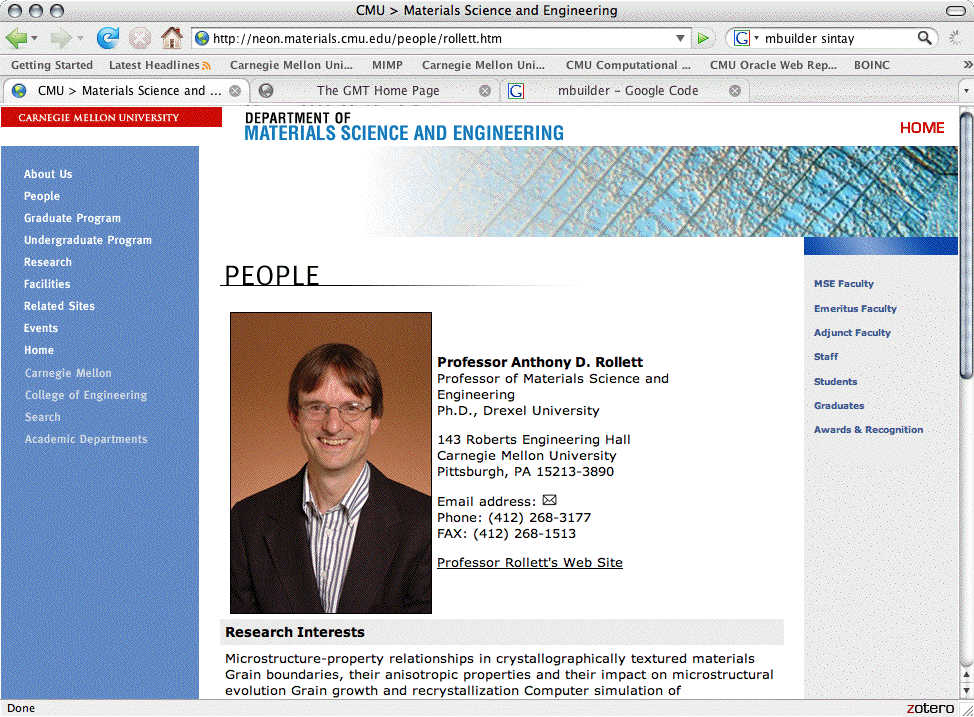 CMU > Materials Science and Engineering
http://neon.materials.cmu.edu/people/rollett.htm
G mbuilder sintay
Getting Started Latest Headlines Carnegie Mellon Uni... MIMP Carnegie Mellon Uni... CMU Computational ... CMU Oracle Web Rep... BOINC »
CMU > Materials Science and ... The GMT Home Page G mbuilder – Google Code
CARNEGIE MELLON UNIVERSITY
DEPARTMENT OF
MATERIALS SCIENCE AND ENGINEERING
HOME
About Us
People
Graduate Program
Undergraduate Program
Research
Facilities
Related Sites
Events
Home
Carnegie Mellon
College of Engineering
Search
Academic Departments
PEOPLE
Professor Anthony D. Rollett
Professor of Materials Science and
Engineering
Ph.D., Drexel University
143 Roberts Engineering Hall
Carnegie Mellon University
Pittsburgh, PA 15213-3890
Email address:
Phone: (412) 268-3177
FAX: (412) 268-1513
Professor Rollett's Web Site
Research Interests
Microstructure-property relationships in crystallographically textured materials
Grain boundaries, their anisotropic properties and their impact on microstructural
evolution Grain growth and recrystallization Computer simulation of
MSE Faculty
Emeritus Faculty
Adjunct Faculty
Staff
Students
Graduates
Awards & Recognition
Done
zotero